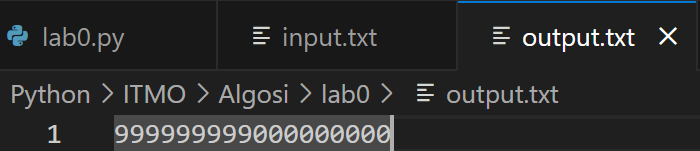 lab0.py
input.txt
output.txt
Python > ITMO > Algosi > lab0 > output.txt
1 999999999000000000